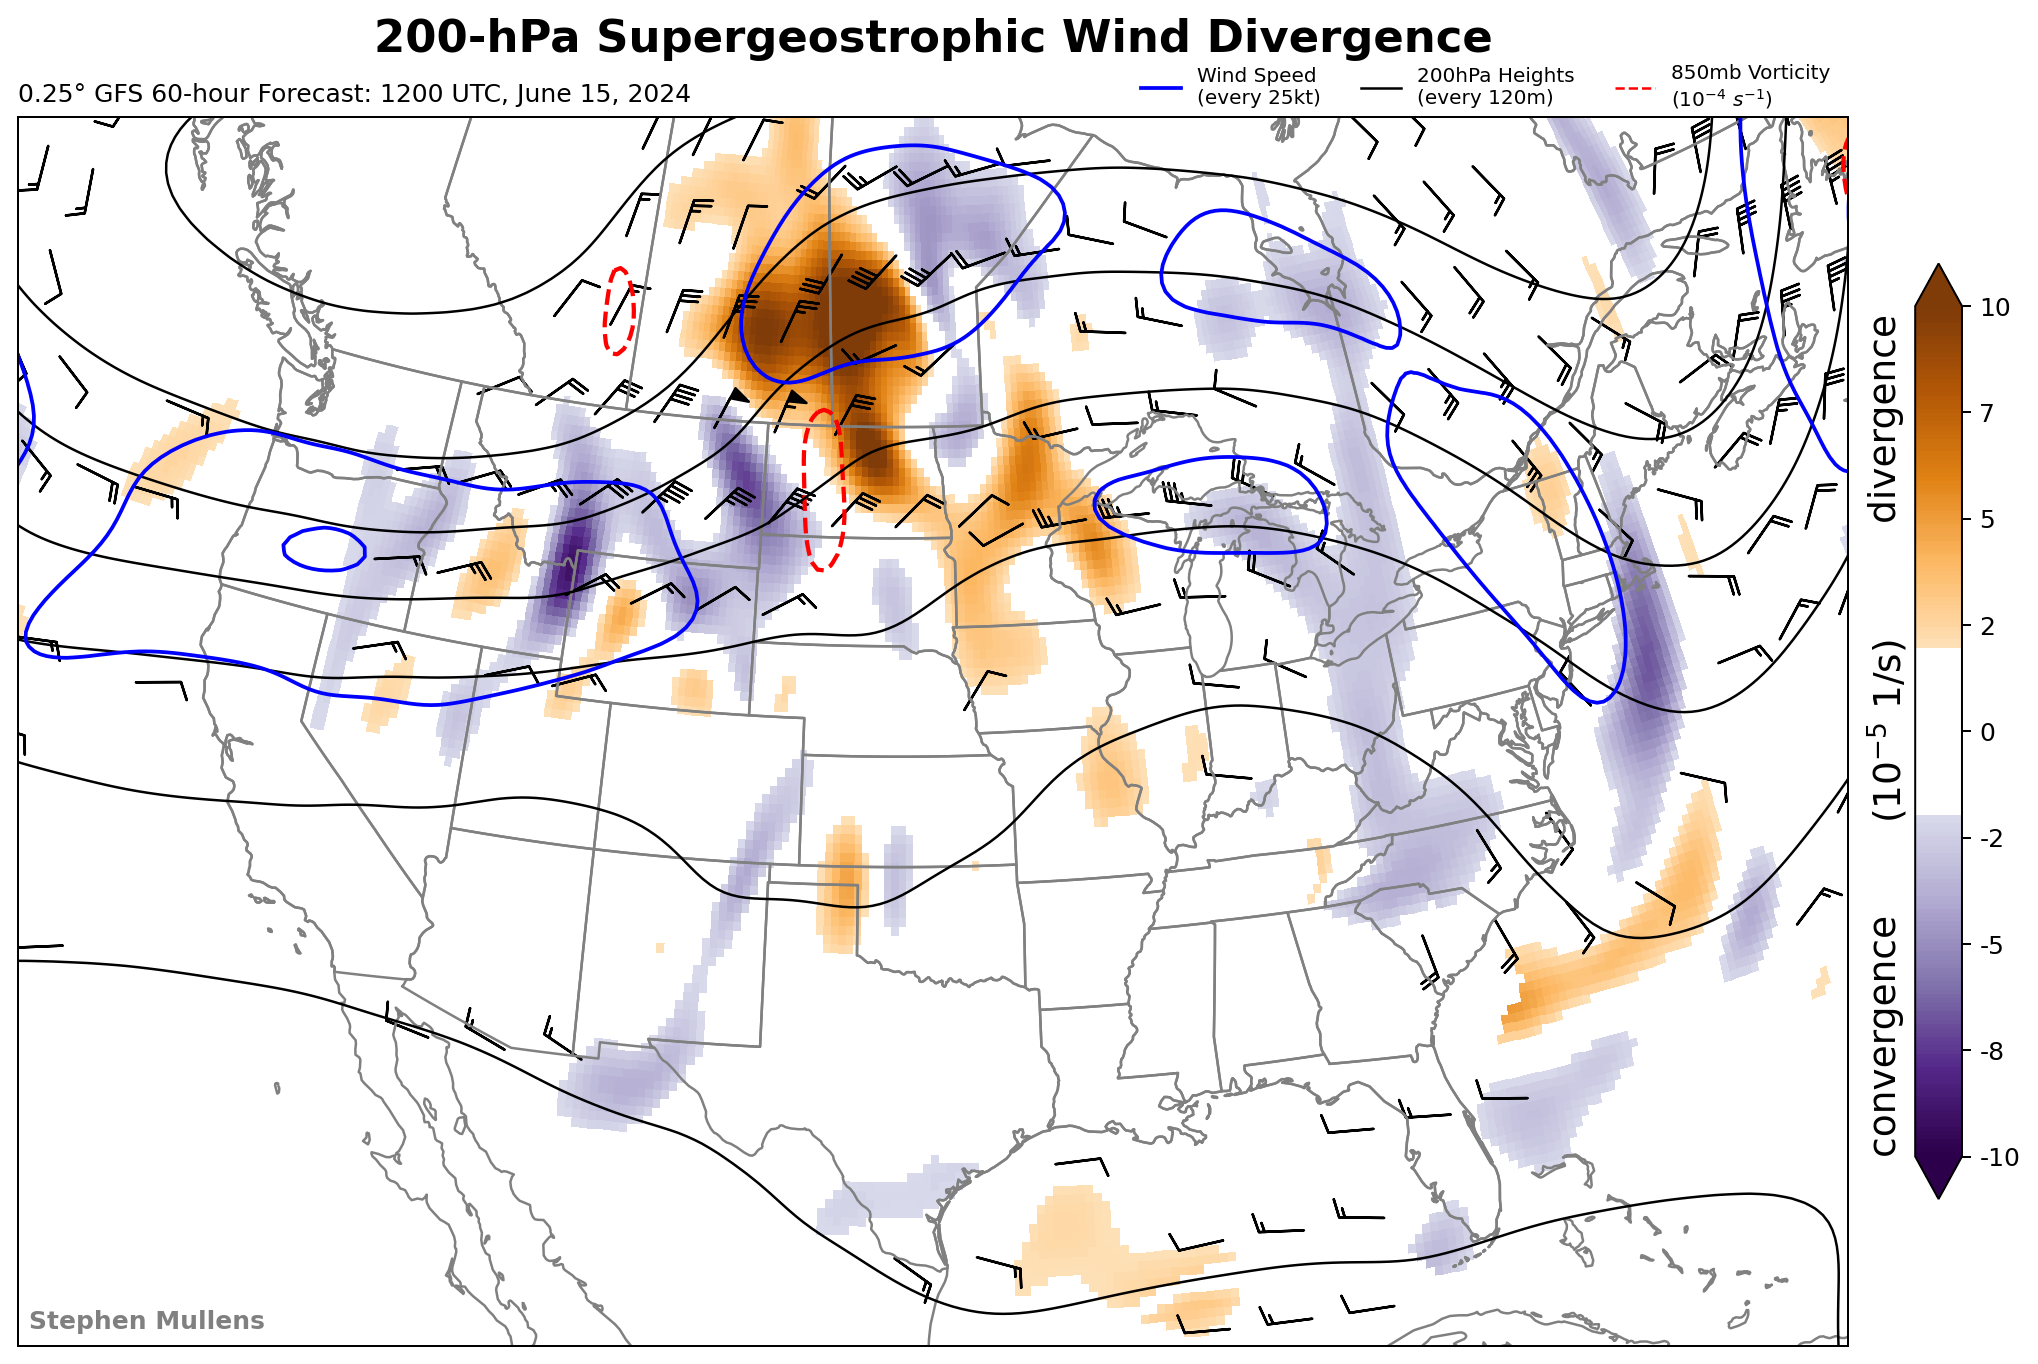 200-hPa Supergeostrophic Wind Divergence
0.25° GFS 60-hour Forecast: 1200 UTC, June 15, 2024
Wind Speed
(every 25kt)
200hPa Heights
(every 120m)
850mb Vorticity
(10⁻⁴ s⁻¹)
10
7
5
2
0
-2
-5
-8
-10
convergence (10⁻⁵ 1/s) divergence
Stephen Mullens